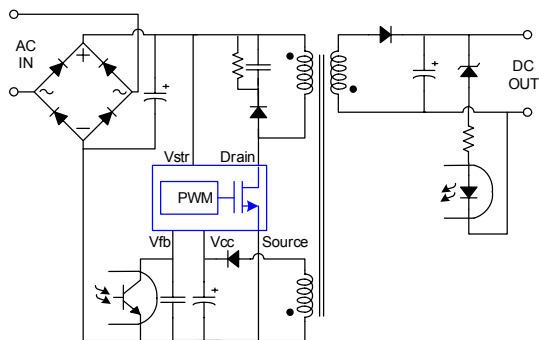 AC
IN
+
~
~
−
+
+
DC
OUT
Vstr
Drain
PWM
Vfb
Vcc
Source
+